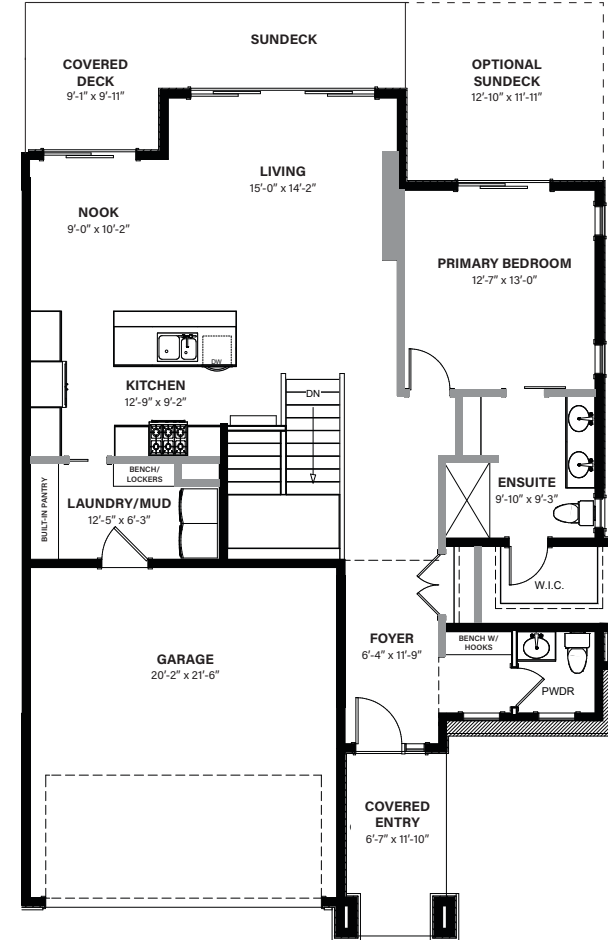 SUNDECK
COVERED
DECK
9'-1" x 9'-11"
OPTIONAL
SUNDECK
12'-10" x 11'-11"
LIVING
15'-0" x 14'-2"
NOOK
9'-0" x 10'-2"
PRIMARY BEDROOM
12'-7" x 13'-0"
DW
KITCHEN
12'-9" x 9'-2"
DN
BENCH/
LOCKERS
BUILT-IN PANTRY
LAUNDRY/MUD
12'-5" x 6'-3"
ENSUITE
9'-10" x 9'-3"
W.I.C.
FOYER
6'-4" x 11'-9"
BENCH W/
HOOKS
PWDR
GARAGE
20'-2" x 21'-6"
COVERED
ENTRY
6'-7" x 11'-10"